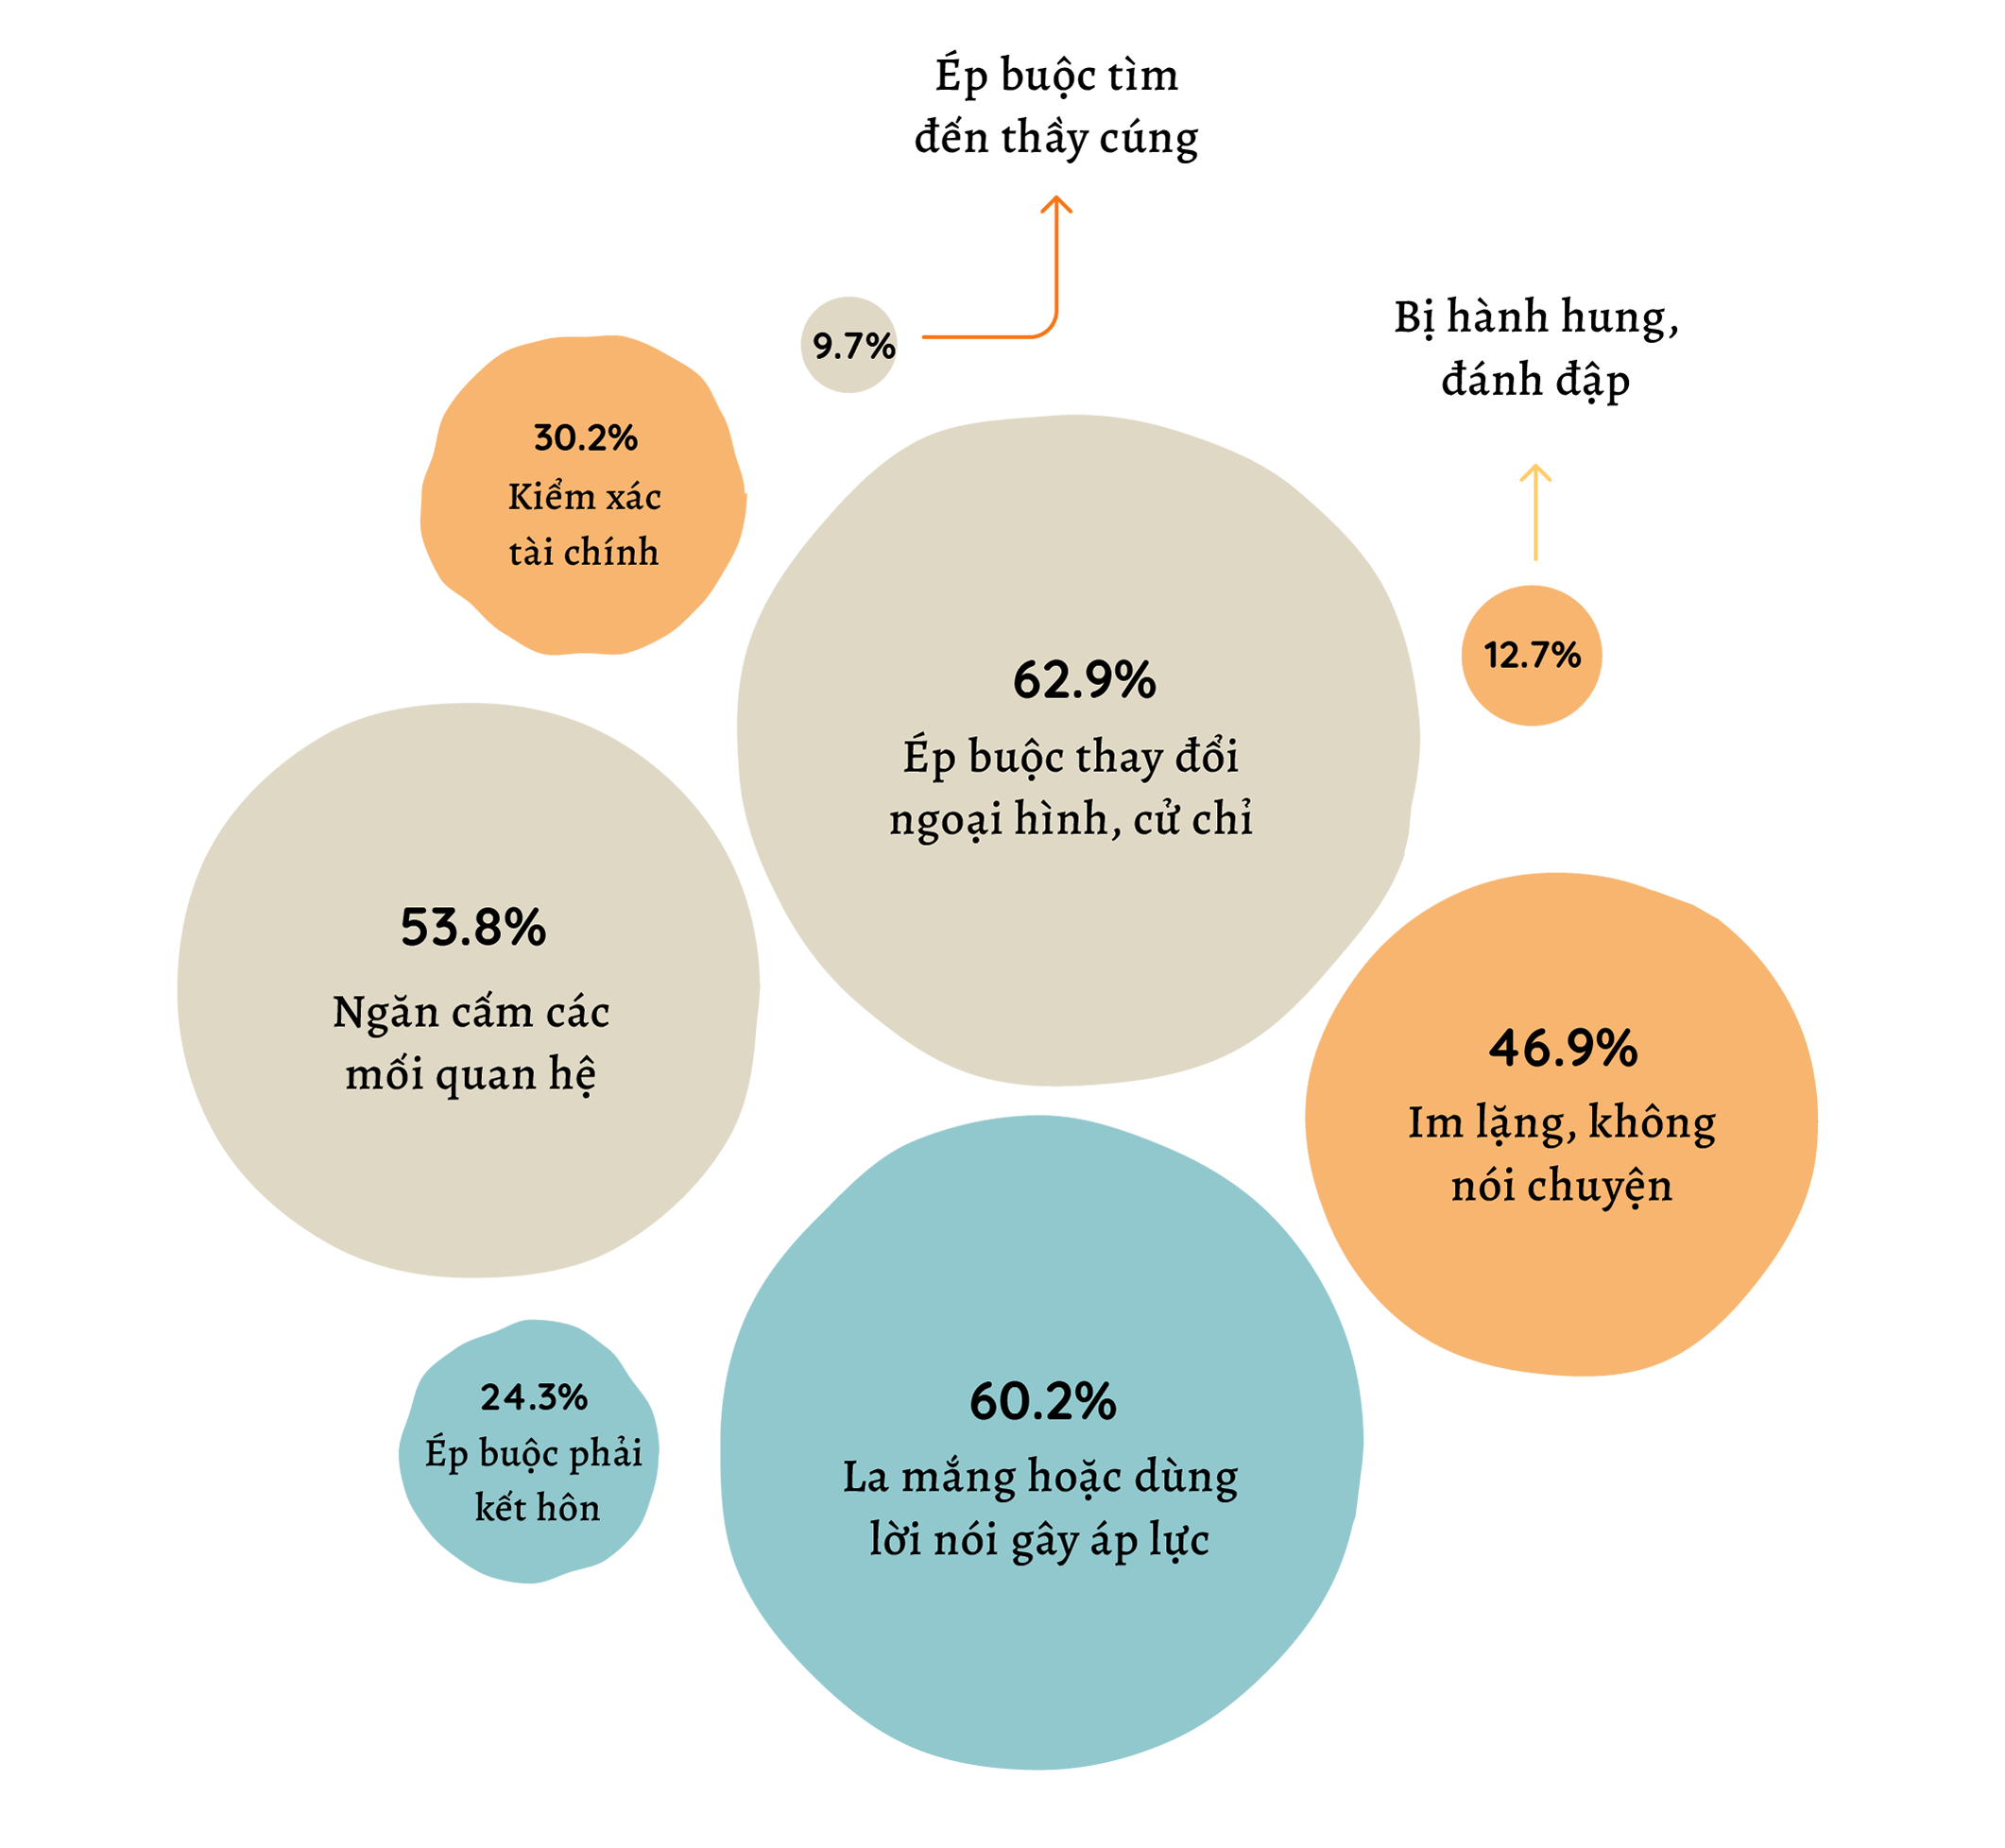 Ép buộc tìm
đến thầy cúng
9.7%
Bị hành hung,
đánh đập
12.7%
30.2%
Kiểm xác
tài chính
62.9%
Ép buộc thay đổi
ngoại hình, cử chỉ
53.8%
Ngăn cấm các
mối quan hệ
46.9%
Im lặng, không
nói chuyện
24.3%
Ép buộc phải
kết hôn
60.2%
La mắng hoặc dùng
lời nói gây áp lực